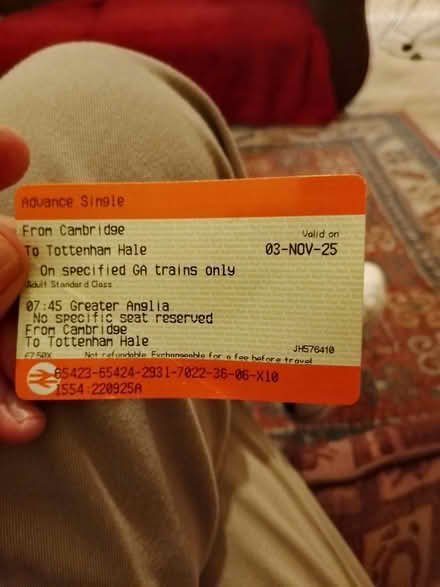 Advance Single
From Cambridge
Valid on
To Tottenham Hale 03-NOV-25
On specified GA trains only
Adult Standard Class
07:45 Greater Anglia
No specific seat reserved
From Cambridge
To Tottenham Hale JH576410
£7.50X Not refundable Exchangeable for a fee before travel
65423-65424-2931-7022-36-06-X10
1554 220925A